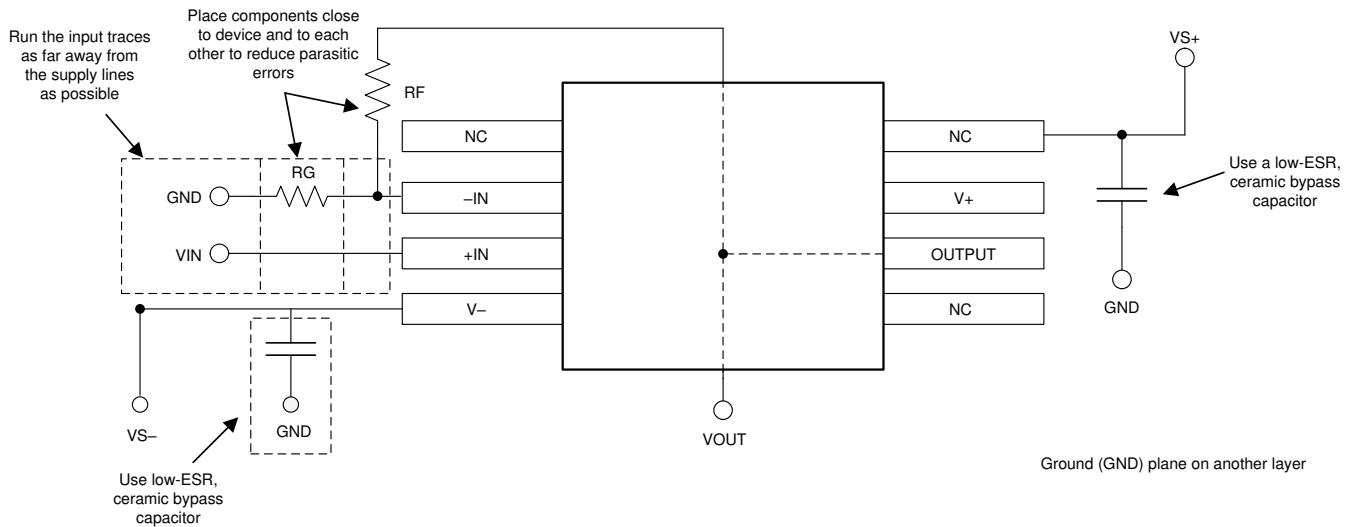 Place components close
to device and to each
other to reduce parasitic
errors
Run the input traces
as far away from
the supply lines
as possible
VS+
RF
NC
NC
Use a low-ESR,
ceramic bypass
capacitor
RG
GND
–IN
V+
VIN
+IN
OUTPUT
GND
V–
NC
VS–
GND
VOUT
Use low-ESR,
ceramic bypass
capacitor
Ground (GND) plane on another layer